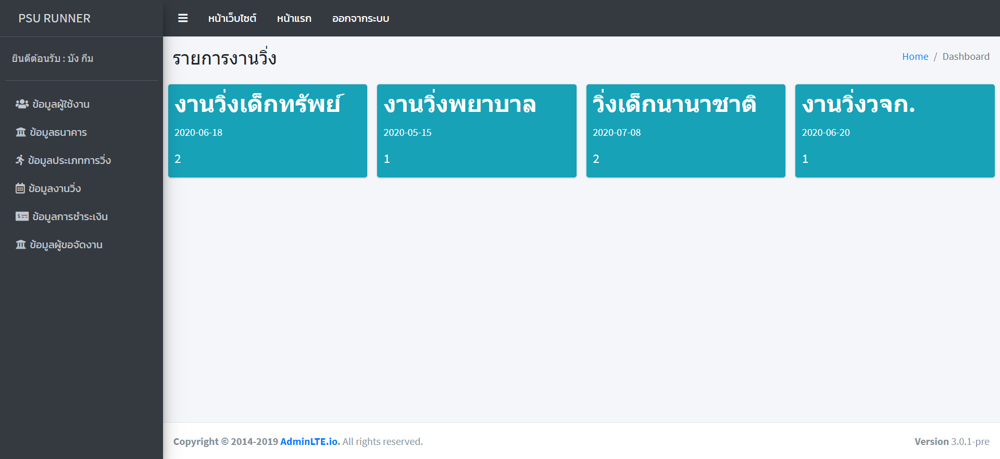 PSU RUNNER
หน้าเว็บไซต์ หน้าแรก ออกจากระบบ
ยินดีต้อนรับ : บัง กีม
ข้อมูลผู้ใช้งาน
ข้อมูลธนาคาร
ข้อมูลประเภทการวิ่ง
ข้อมูลงานวิ่ง
ข้อมูลการชำระเงิน
ข้อมูลผู้ขอจัดงาน
รายการงานวิ่ง
Home / Dashboard
งานวิ่งเด็กทรัพย์
2020-06-18
2
งานวิ่งพยาบาล
2020-05-15
1
วิ่งเด็กนานาชาติ
2020-07-08
2
งานวิ่งวจก.
2020-06-20
1
Copyright © 2014-2019 AdminLTE.io. All rights reserved.
Version 3.0.1-pre